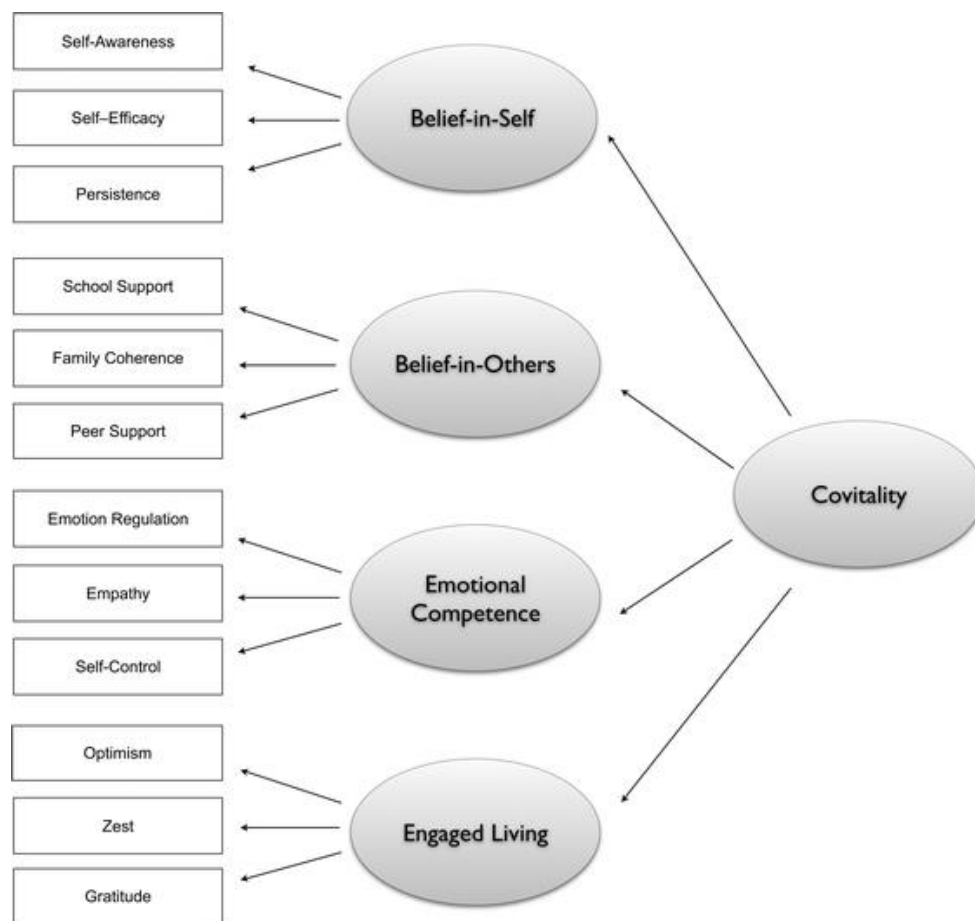 Self-Awareness
Self–Efficacy
Persistence
Belief-in-Self
School Support
Family Coherence
Peer Support
Belief-in-Others
Covitality
Emotion Regulation
Empathy
Self-Control
Emotional
Competence
Optimism
Zest
Gratitude
Engaged Living